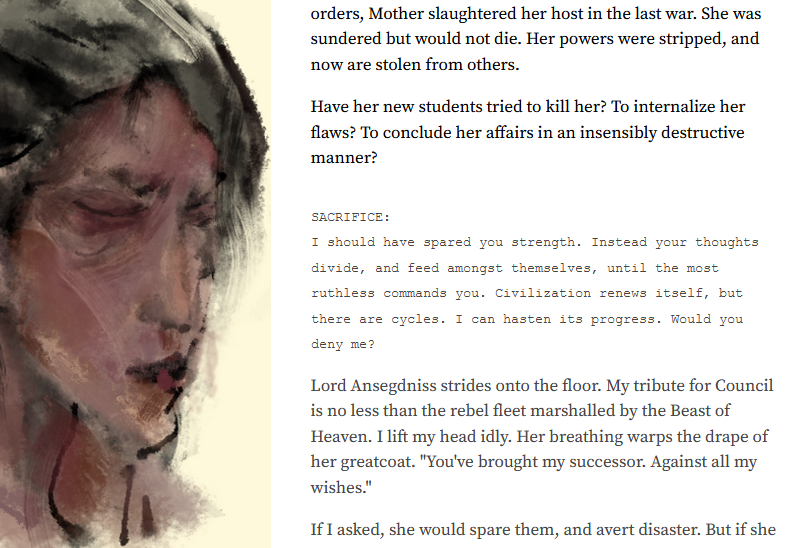 orders, Mother slaughtered her host in the last war. She was
sundered but would not die. Her powers were stripped, and
now are stolen from others.
Have her new students tried to kill her? To internalize her
flaws? To conclude her affairs in an insensibly destructive
manner?
SACRIFICE:
I should have spared you strength. Instead your thoughts
divide, and feed amongst themselves, until the most
ruthless commands you. Civilization renews itself, but
there are cycles. I can hasten its progress. Would you
deny me?
Lord Ansegdniss strides onto the floor. My tribute for Council
is no less than the rebel fleet marshalled by the Beast of
Heaven. I lift my head idly. Her breathing warps the drape of
her greatcoat. "You've brought my successor. Against all my
wishes."
If I asked, she would spare them, and avert disaster. But if she